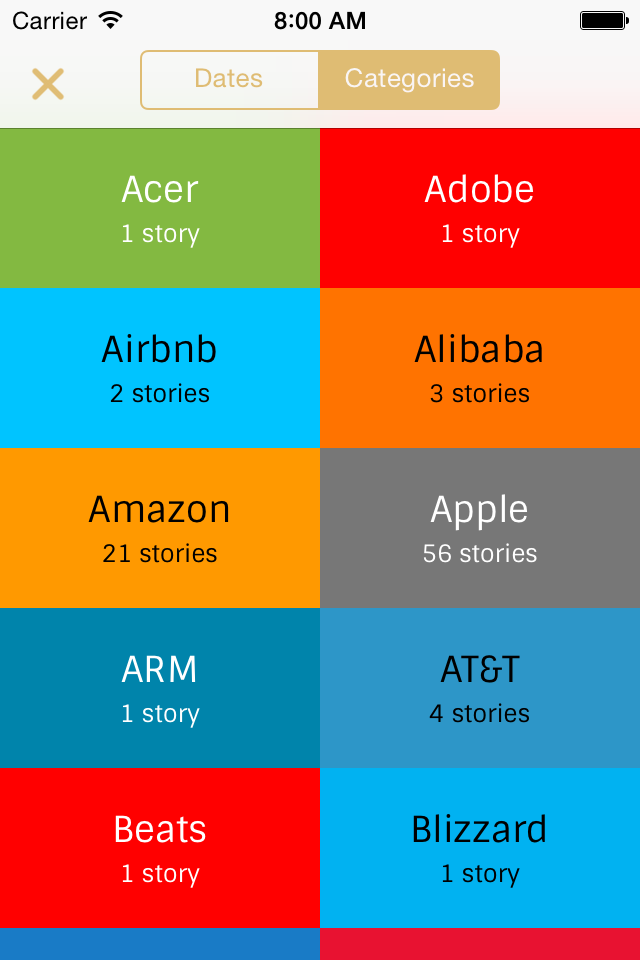 Carrier 8:00 AM
Dates Categories
Acer Adobe
1 story 1 story
Airbnb Alibaba
2 stories 3 stories
Amazon Apple
21 stories 56 stories
ARM AT&T
1 story 4 stories
Beats Blizzard
1 story 1 story